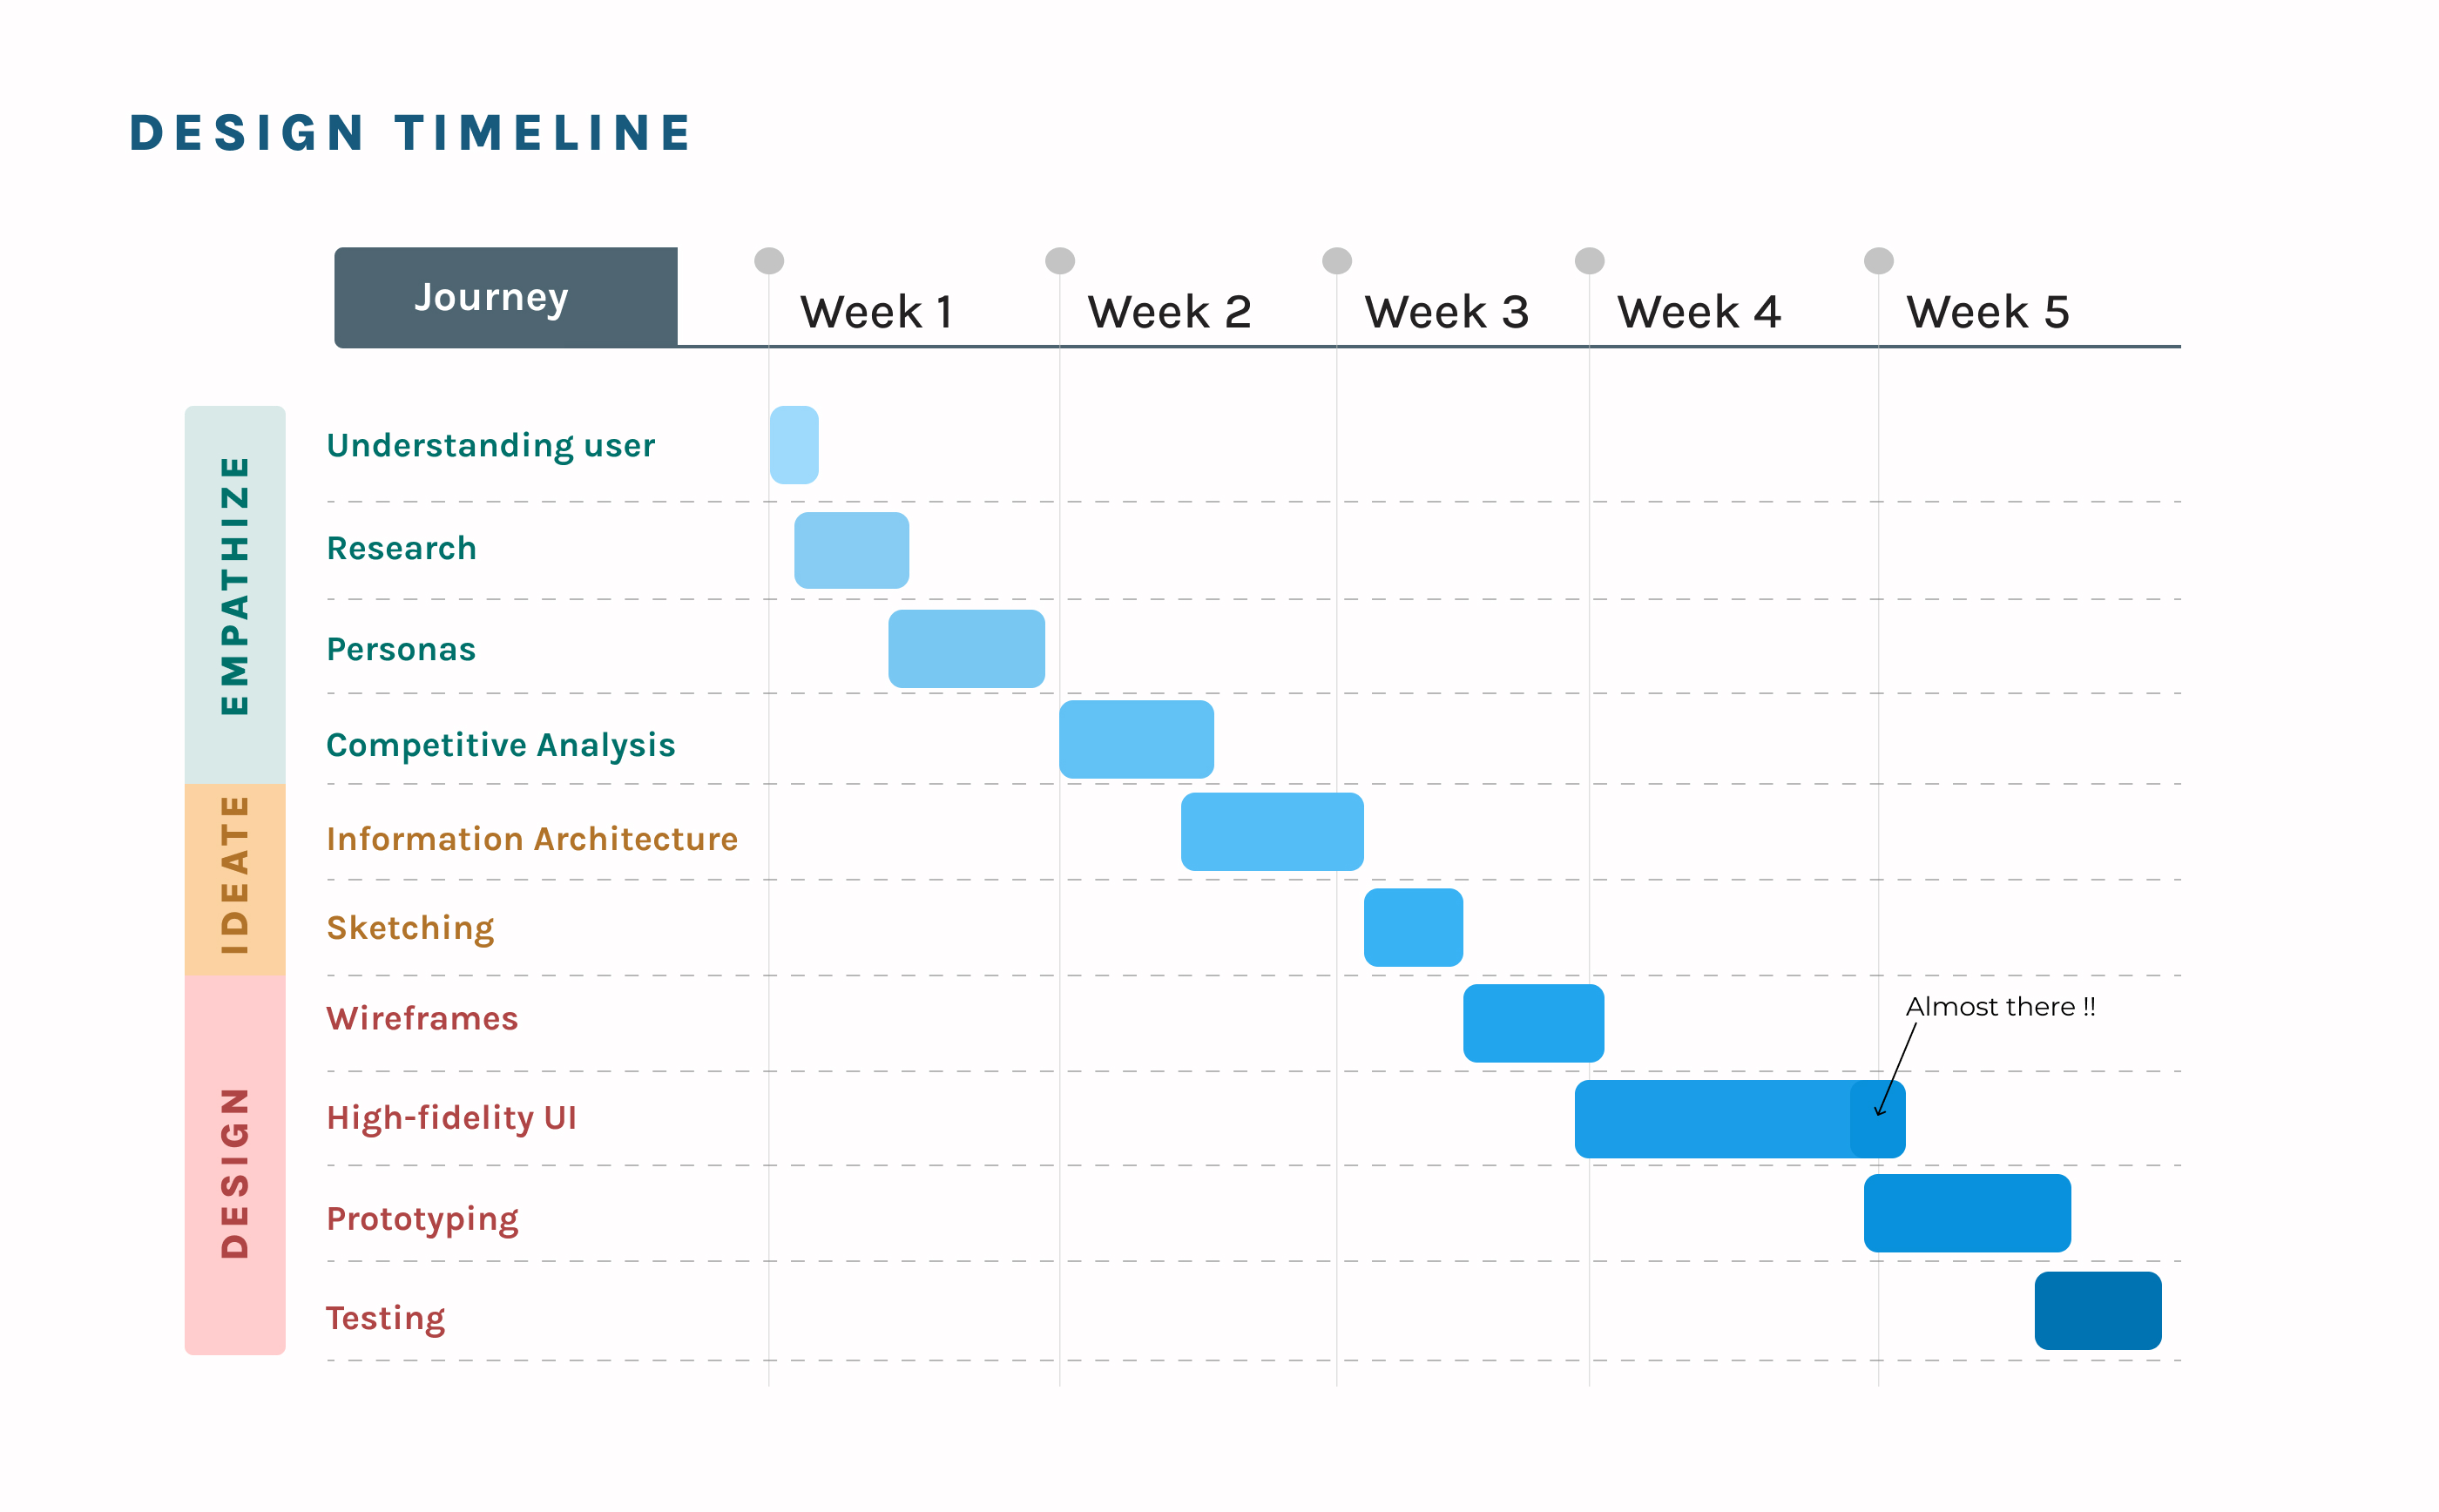 DESIGN TIMELINE
Journey
Week 1
Week 2
Week 3
Week 4
Week 5
EMPATHIZE
Understanding user
Research
Personas
Competitive Analysis
IDEATE
Information Architecture
Sketching
DESIGN
Wireframes
Almost there !!
High-fidelity UI
Prototyping
Testing